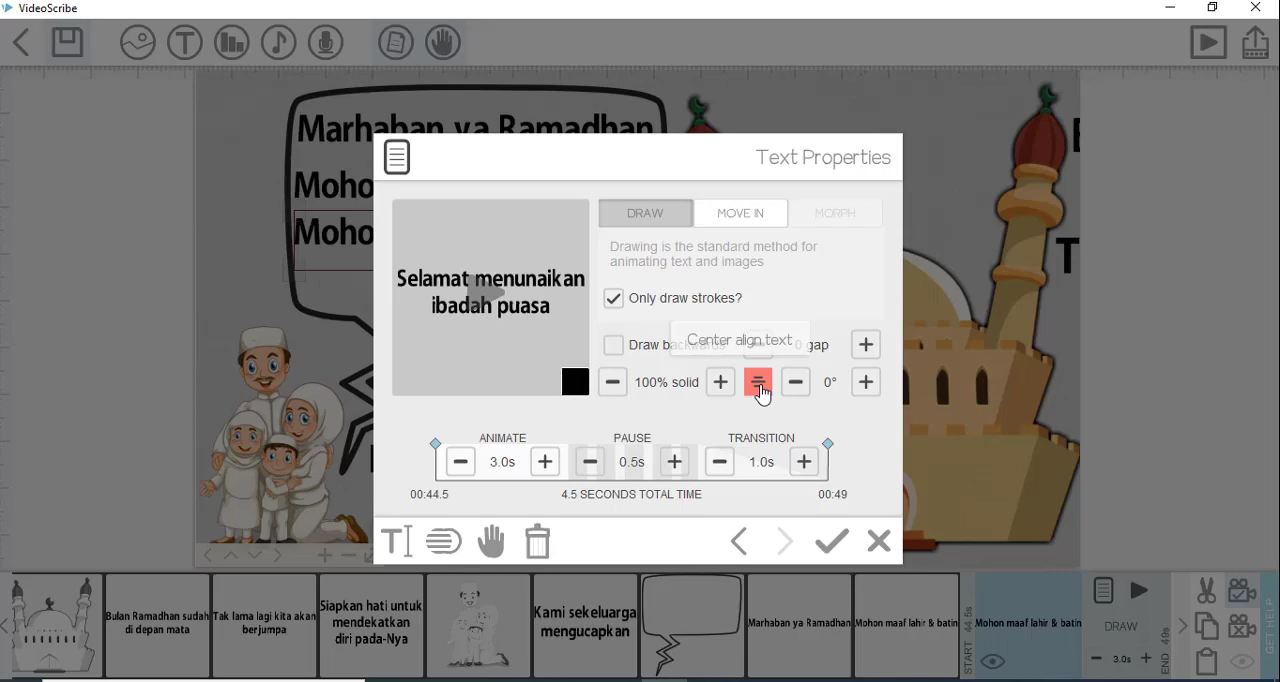 VideoScribe
Marhaban ya Ramadhan
Moho
Moho
Text Properties
DRAW
MOVE IN
MORPH
Drawing is the standard method for
animating text and images
Selamat menunaikan
ibadah puasa
Only draw strokes?
Center align text
gap
100% solid
0°
ANIMATE
PAUSE
TRANSITION
3.0s
0.5s
1.0s
00:44.5
4.5 SECONDS TOTAL TIME
00:49
Bulan Ramadhan sudah
di depan mata
Tak lama lagi kita akan
berjumpa
Siapkan hati untuk
mendekatkan
diri pada-Nya
Kami sekeluarga
mengucapkan
Marhaban ya Ramadhan
Mohon maaf lahir & batin
START 44.5s
Mohon maaf lahir & batin
DRAW
3.0s
END 49s
GET HELP